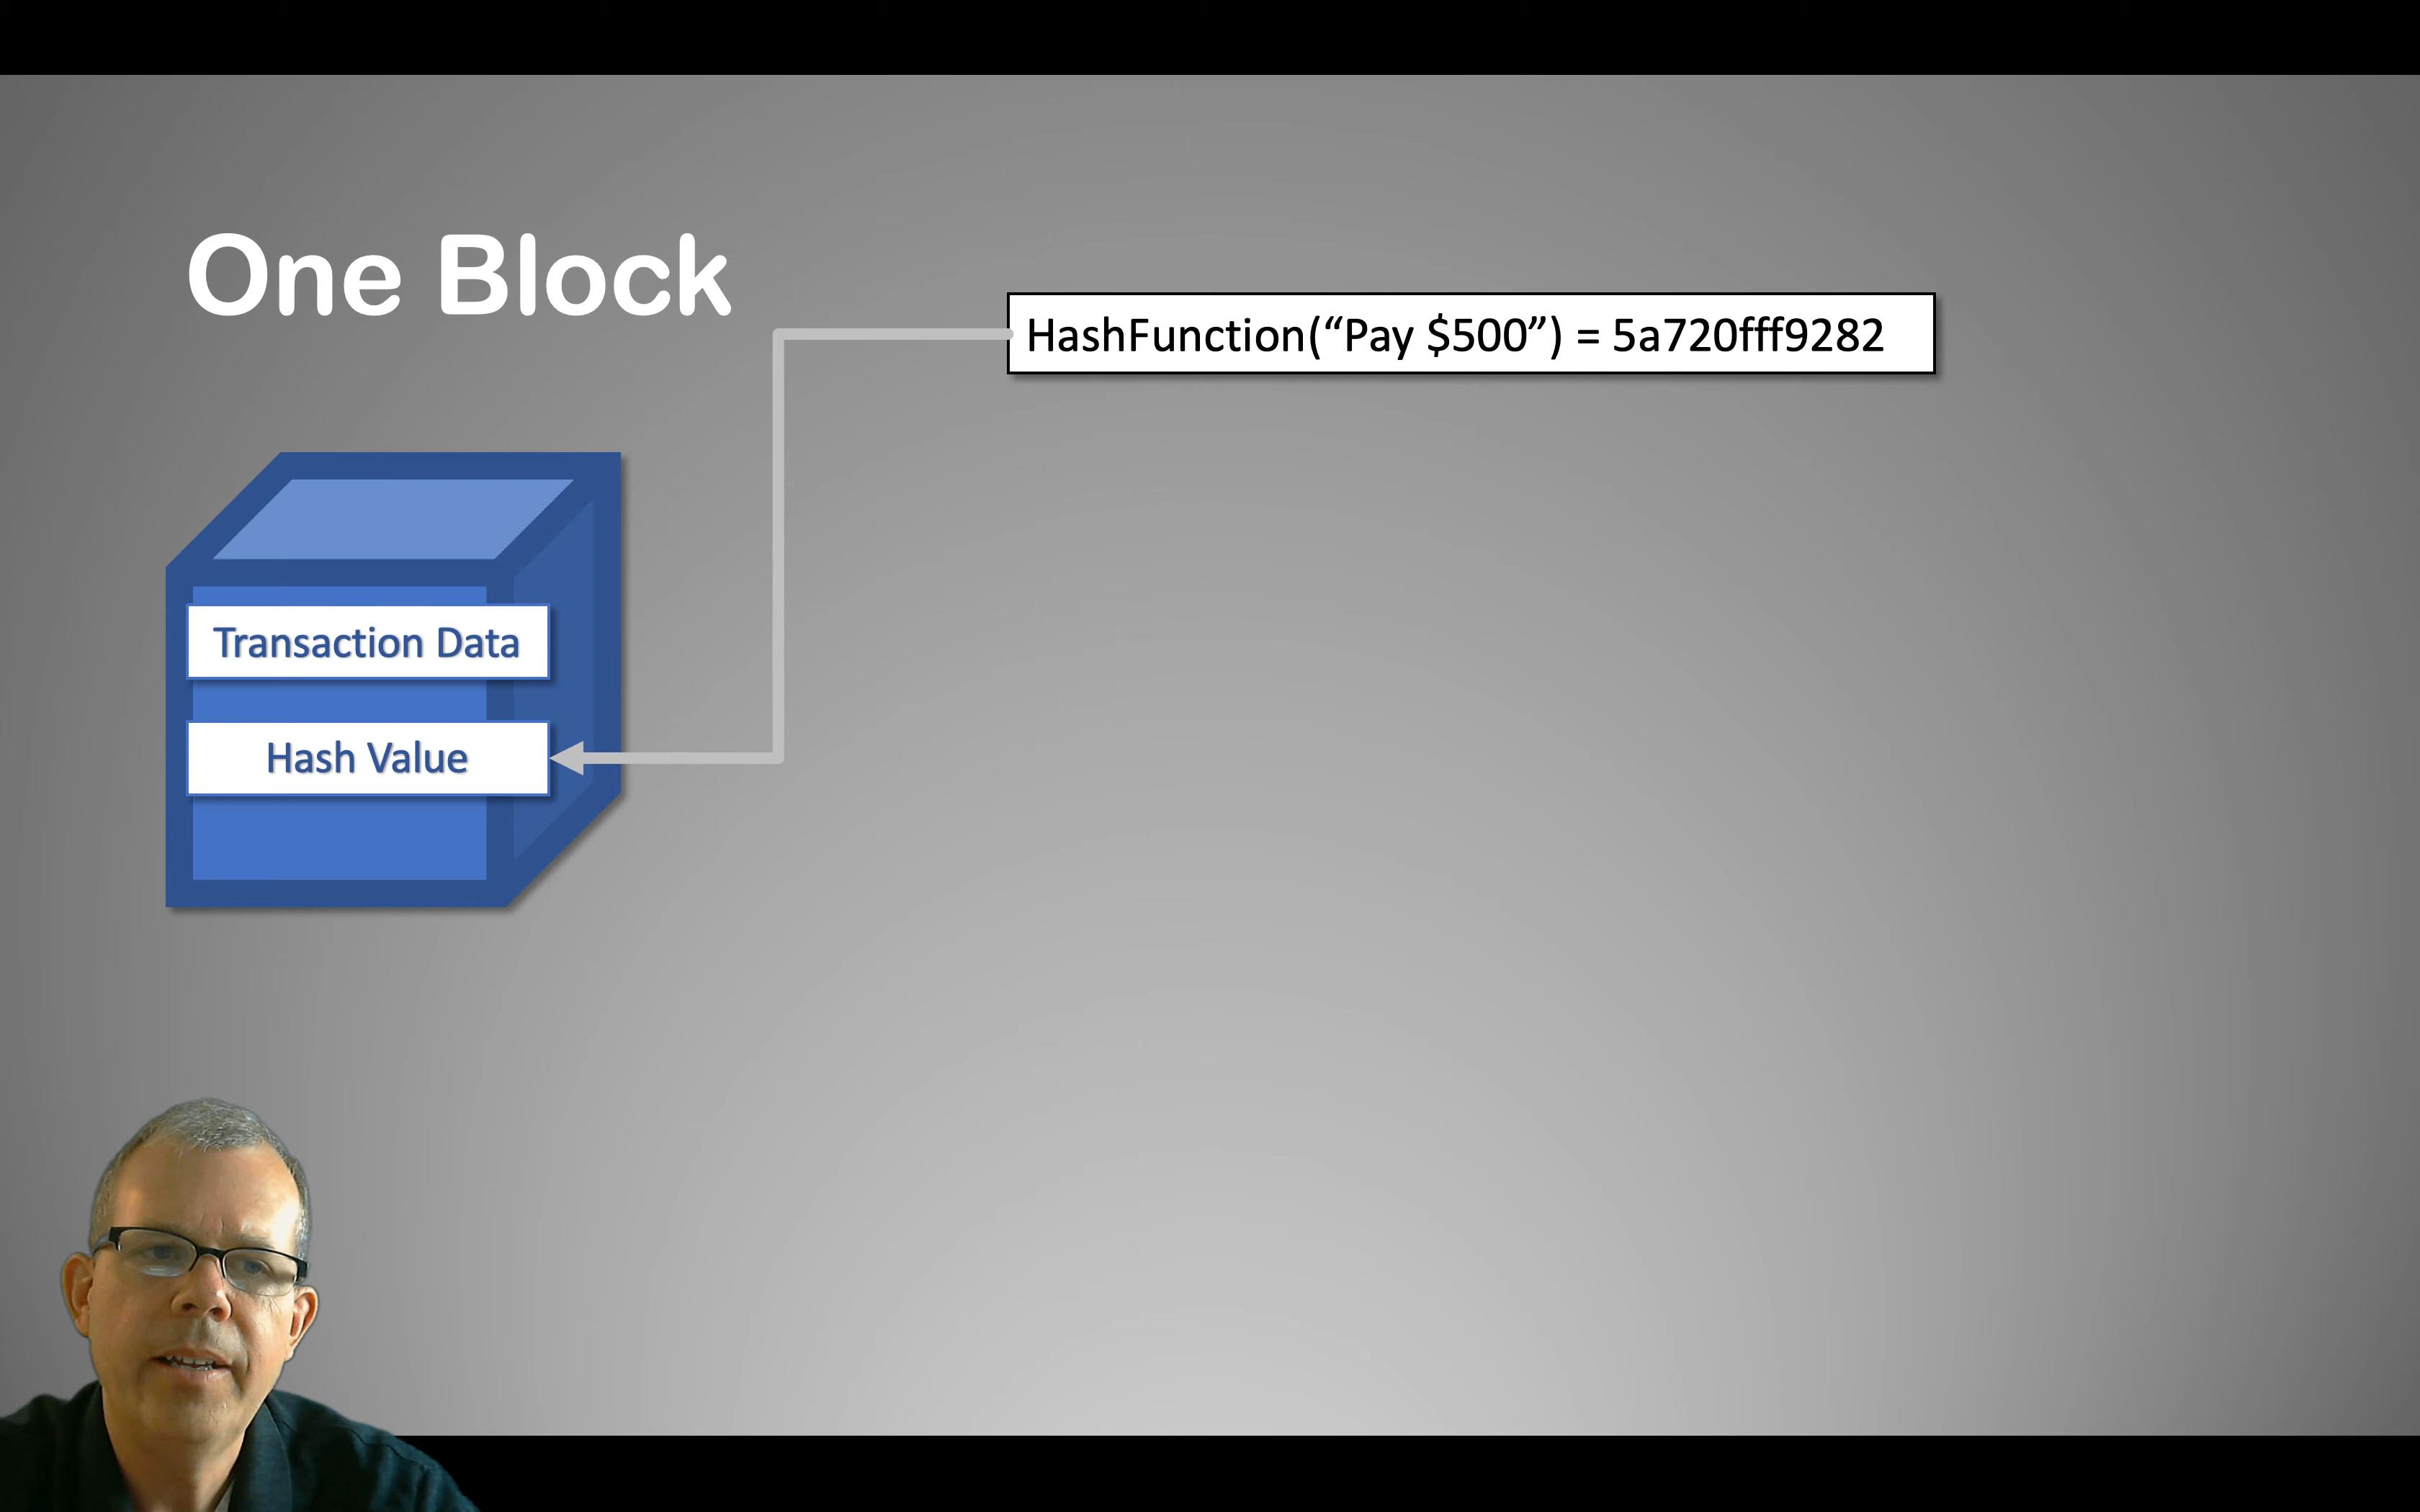 One Block
HashFunction(“Pay $500”) = 5a720fff9282
Transaction Data
Hash Value